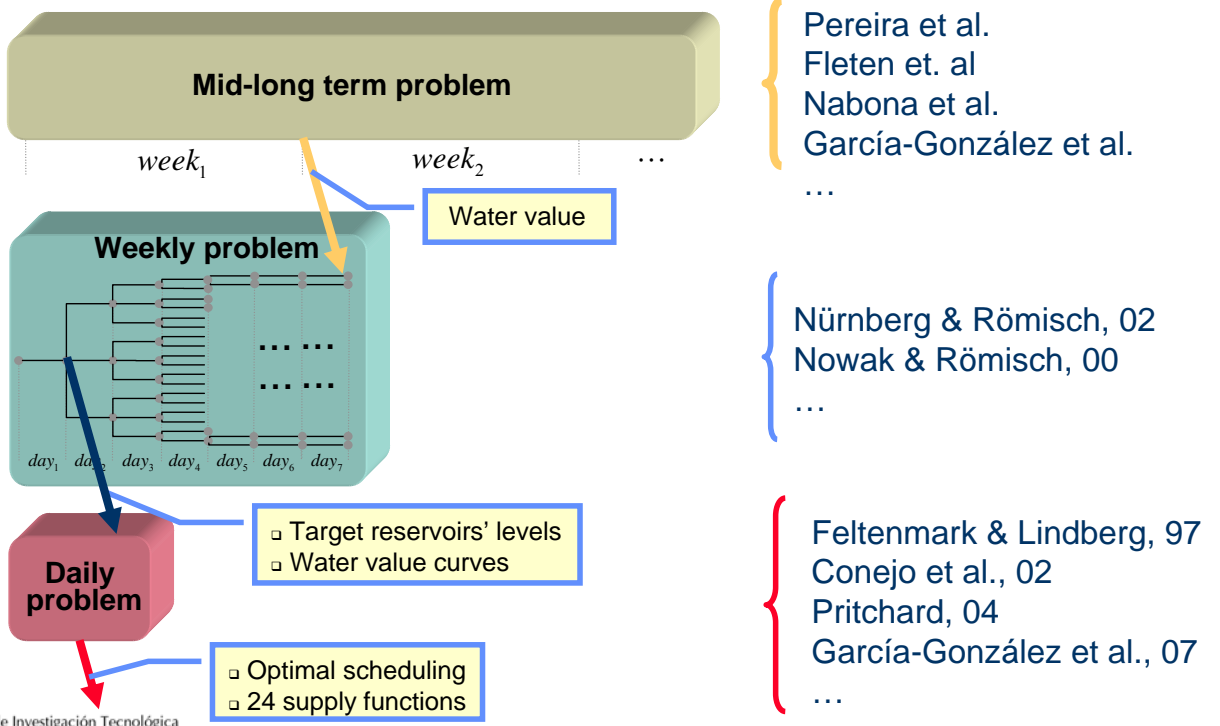 Mid-long term problem
week1
week2
…
Water value
Weekly problem
... ...
... ...
day1 day2 day3 day4 day5 day6 day7
Target reservoirs' levels
Water value curves
Daily
problem
Optimal scheduling
24 supply functions
e Investigación Tecnológica
Pereira et al.
Fleten et. al
Nabona et al.
García-González et al.
…
Nürnberg & Römisch, 02
Nowak & Römisch, 00
…
Feltenmark & Lindberg, 97
Conejo et al., 02
Pritchard, 04
García-González et al., 07
…